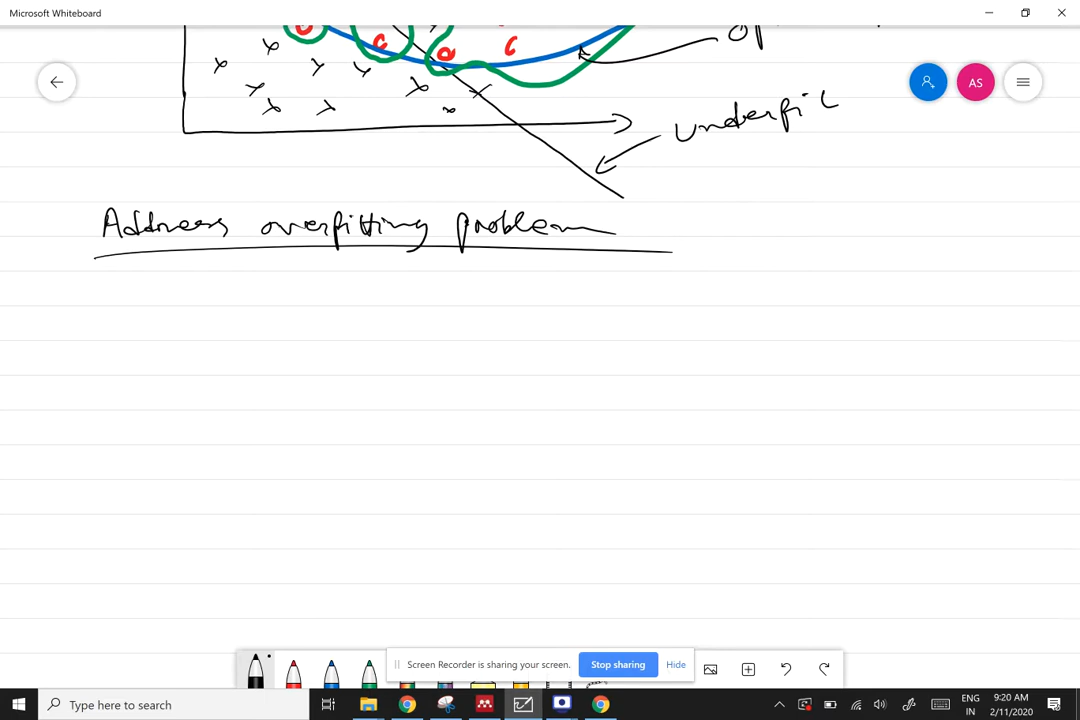 Microsoft Whiteboard
AS
underfit
Address overfitting problem
Screen Recorder is sharing your screen.
Stop sharing
Hide
Type here to search
ENG
IN
9:20 AM
2/11/2020